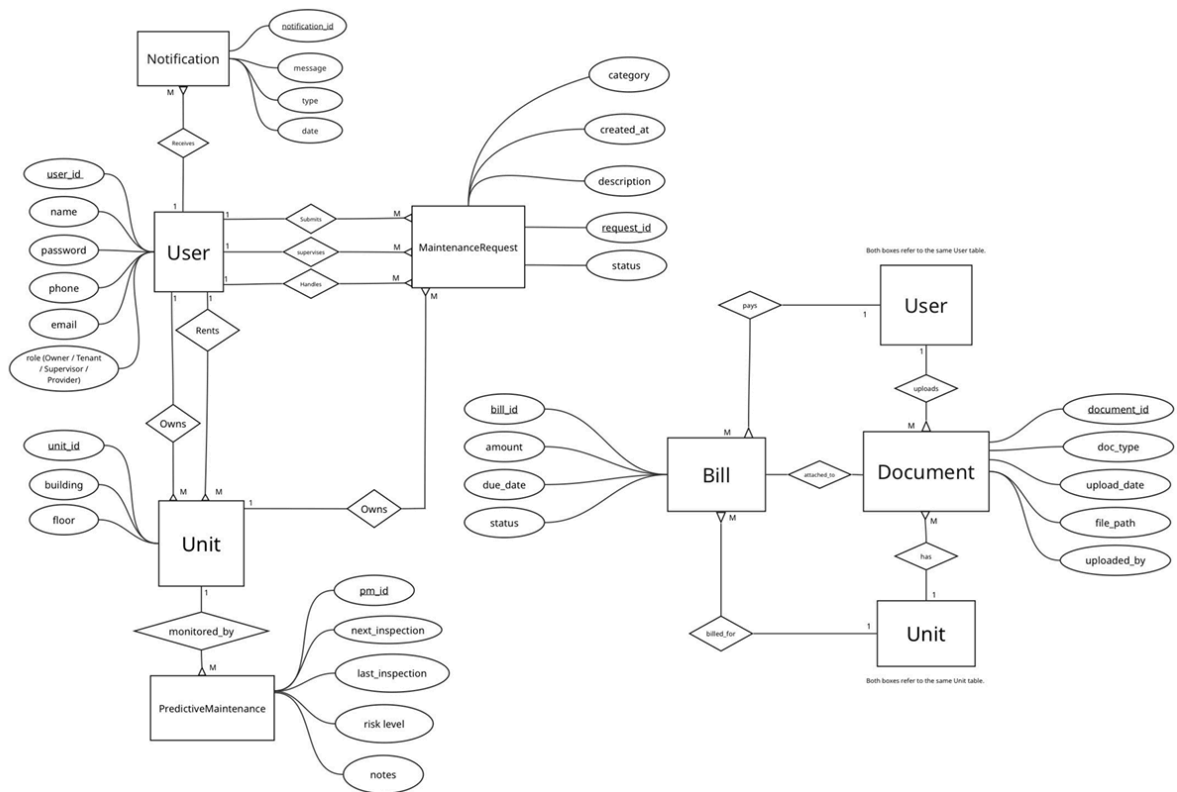 notification_id
Notification
message
type
date
M
Receives
1
user_id
name
password
phone
email
role (Owner / Tenant
/ Supervisor /
Provider)
User
1
Submits
M
1
supervises
M
1
Handles
M
MaintenanceRequest
category
created_at
description
request_id
status
1
1
Rents
Owns
M
M
M
Owns
1
unit_id
building
floor
Unit
1
monitored_by
M
PredictiveMaintenance
pm_id
next_inspection
last_inspection
risk level
notes
Both boxes refer to the same User table.
User
pays
1
1
uploads
M
M
bill_id
amount
due_date
status
Bill
attached_to
Document
document_id
doc_type
upload_date
file_path
uploaded_by
M
M
has
1
billed_for
1
Unit
Both boxes refer to the same Unit table.